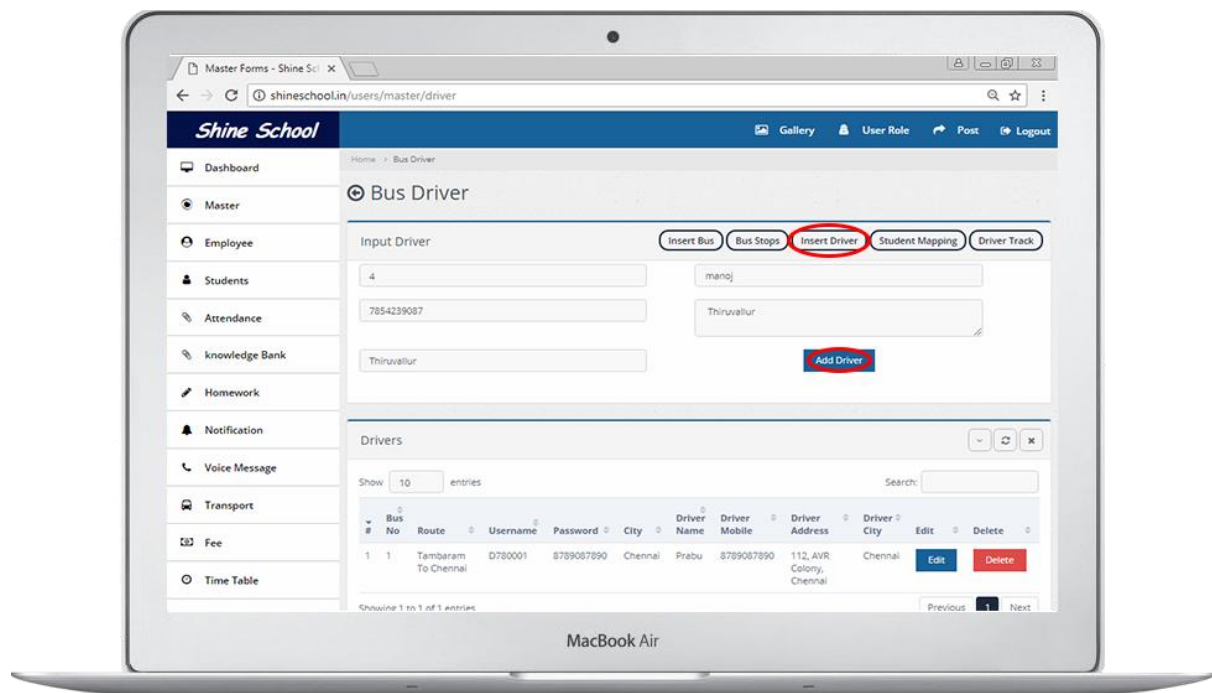 Master Forms - Shine Scl
shineschool.in/users/master/driver
Shine School
Gallery User Role Post Logout
Dashboard
Master
Employee
Students
Attendance
knowledge Bank
Homework
Notification
Voice Message
Transport
Fee
Time Table
Home > Bus Driver
Bus Driver
Input Driver
Insert Bus Bus Stops Insert Driver Student Mapping Driver Track
4 manoj
7854239087 Thiruvallur
Thiruvallur Add Driver
Drivers
Show 10 entries Search:
# Bus No Route Username Password City Driver Name Driver Mobile Driver Address Driver City Edit Delete
1 1 Tambaram To Chennai D780001 8789087890 Chennai Prabu 8789087890 112, AVR Colony, Chennai Chennai Edit Delete
Showing 1 to 1 of 1 entries Previous 1 Next
MacBook Air